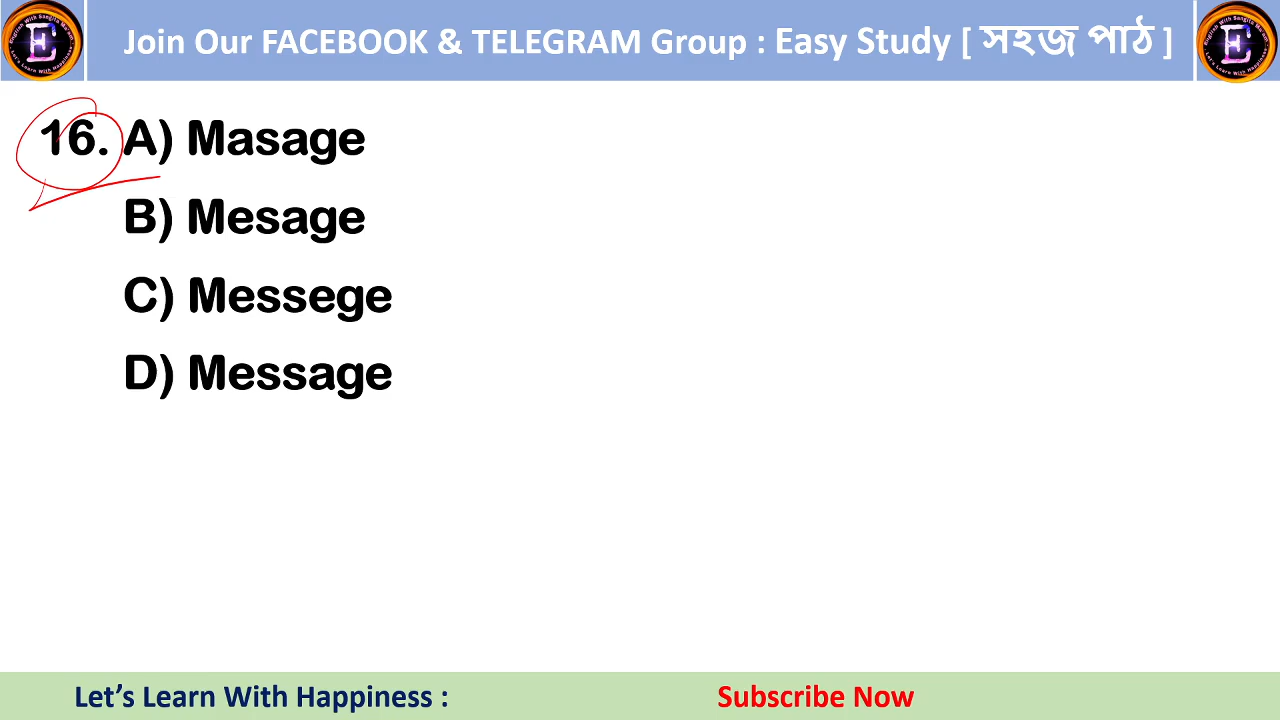 Join Our FACEBOOK & TELEGRAM Group : Easy Study [ সহজ পাঠ ]
16. A) Masage
B) Mesage
C) Messege
D) Message
Let's Learn With Happiness :
Subscribe Now